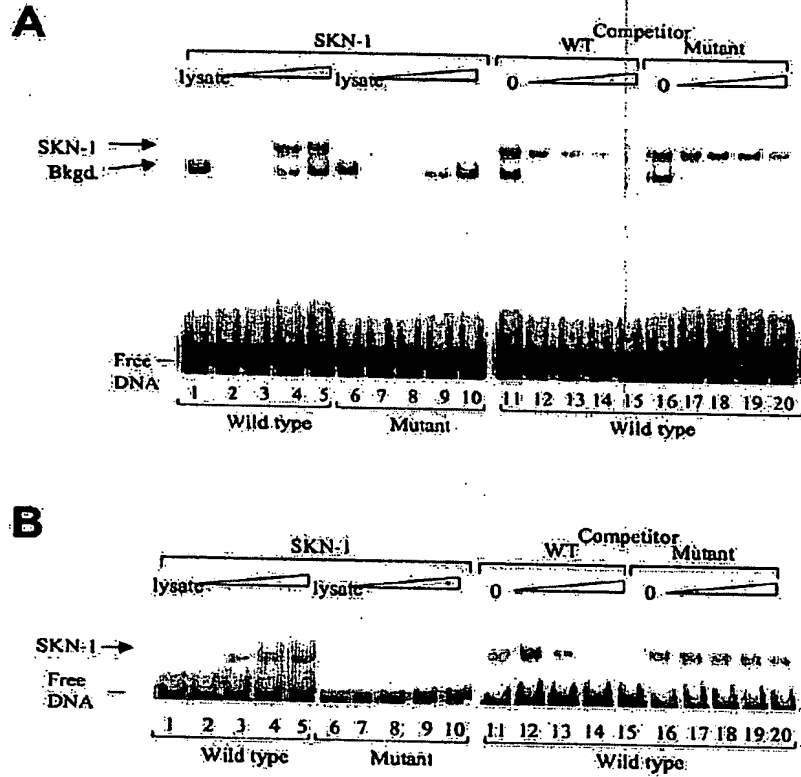 A
SKN-1
Competitor
WT
Mutant
lysate
lysate
0
0
SKN-1
Bkgd.
Free
DNA
1 2 3 4 5 6 7 8 9 10 11 12 13 14 15 16 17 18 19 20
Wild type
Mutant
Wild type
B
SKN-1
Competitor
WT
Mutant
lysate
lysate
0
0
SKN-1
Free
DNA
1 2 3 4 5 6 7 8 9 10 11 12 13 14 15 16 17 18 19 20
Wild type
Mutant
Wild type